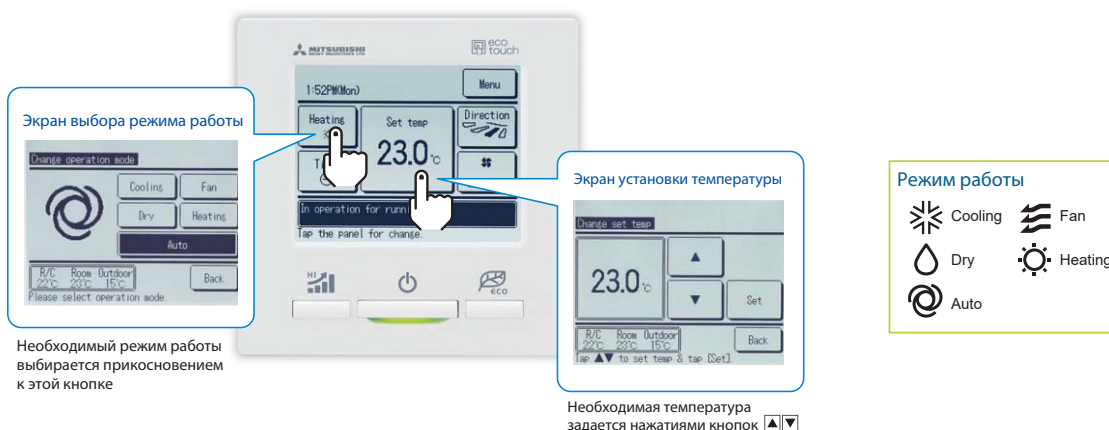 MITSUBISHI
HEAVY INDUSTRIES, LTD.
eco
touch
1:52PM(Mon)
Menu
Heating
Set temp
Direction
23.0 °C
In operation for
Tap the panel for change.
HI
eco
Экран выбора режима работы
Change operation mode
Cooling
Fan
Dry
Heating
Auto
R/C Room Outdoor
22°C 23°C 15°C
Back
Please select operation mode.
Необходимый режим работы
выбирается прикосновением
к этой кнопке
Экран установки температуры
Change set temp
23.0 °C
▲
▼
Set
R/C Room Outdoor
22°C 23°C 15°C
Back
Tap ▲▼ to set temp & tap [Set].
Необходимая температура
задается нажатиями кнопок ▲▼
Режим работы
Cooling
Fan
Dry
Heating
Auto